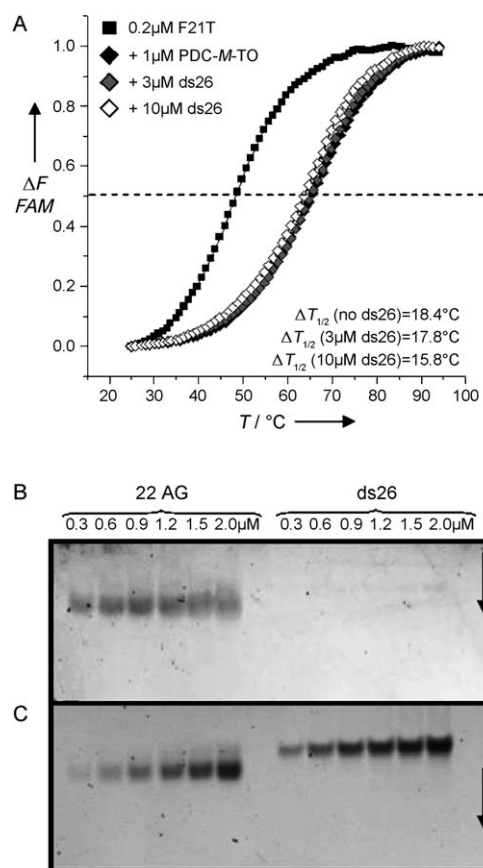 A
0.2µM F21T
+ 1µM PDC-M-TO
+ 3µM ds26
+ 10µM ds26
1.0
0.8
0.6
0.4
0.2
0.0
ΔF
FAM
ΔT1/2 (no ds26)=18.4°C
ΔT1/2 (3µM ds26)=17.8°C
ΔT1/2 (10µM ds26)=15.8°C
20 30 40 50 60 70 80 90 100
T / °C
B
22 AG ds26
0.3 0.6 0.9 1.2 1.5 2.0µM 0.3 0.6 0.9 1.2 1.5 2.0µM
C